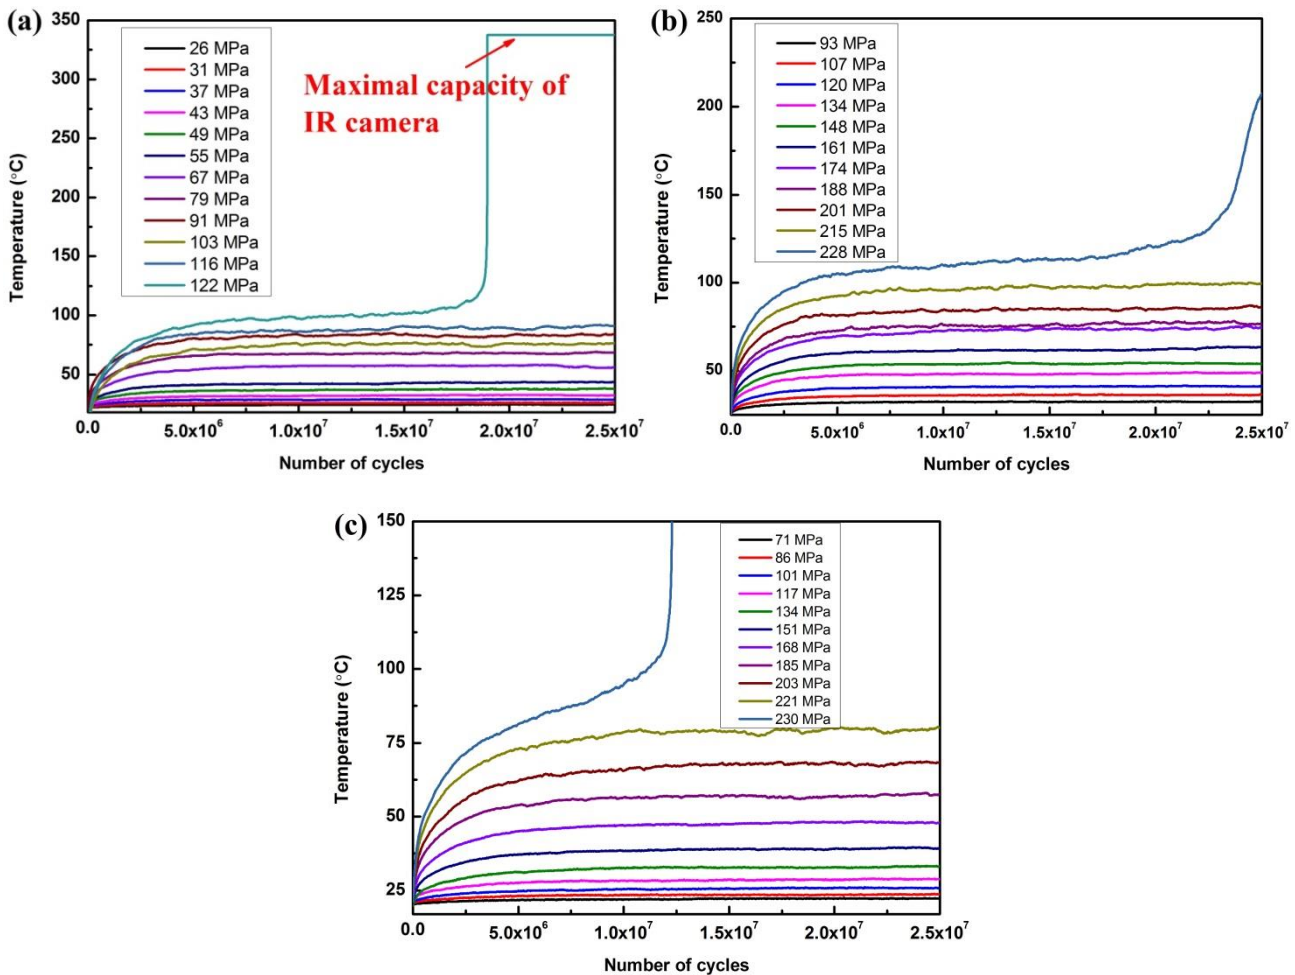 (a)
350
300
250
200
150
100
50
Temperature (°C)
26 MPa
31 MPa
37 MPa
43 MPa
49 MPa
55 MPa
67 MPa
79 MPa
91 MPa
103 MPa
116 MPa
122 MPa
Maximal capacity of
IR camera
0.0 5.0x10⁶ 1.0x10⁷ 1.5x10⁷ 2.0x10⁷ 2.5x10⁷
Number of cycles
(b)
250
200
150
100
50
Temperature (°C)
93 MPa
107 MPa
120 MPa
134 MPa
148 MPa
161 MPa
174 MPa
188 MPa
201 MPa
215 MPa
228 MPa
0.0 5.0x10⁶ 1.0x10⁷ 1.5x10⁷ 2.0x10⁷ 2.5x10⁷
Number of cycles
(c)
150
125
100
75
50
25
Temperature (°C)
71 MPa
86 MPa
101 MPa
117 MPa
134 MPa
151 MPa
168 MPa
185 MPa
203 MPa
221 MPa
230 MPa
0.0 5.0x10⁶ 1.0x10⁷ 1.5x10⁷ 2.0x10⁷ 2.5x10⁷
Number of cycles